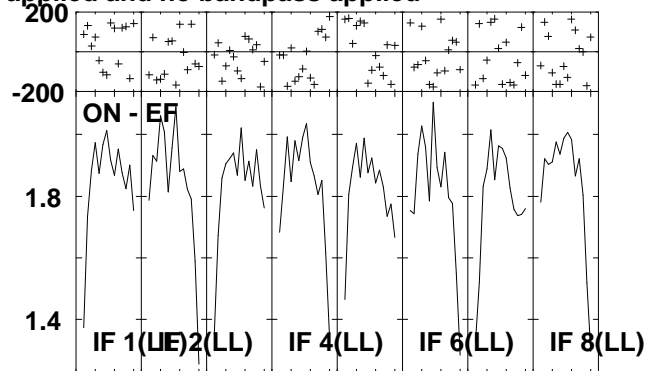 applied and no bandpass applied
200
-200
ON - EF
1.8
1.4
IF 1(LL) IF 2(LL) IF 4(LL) IF 6(LL) IF 8(LL)